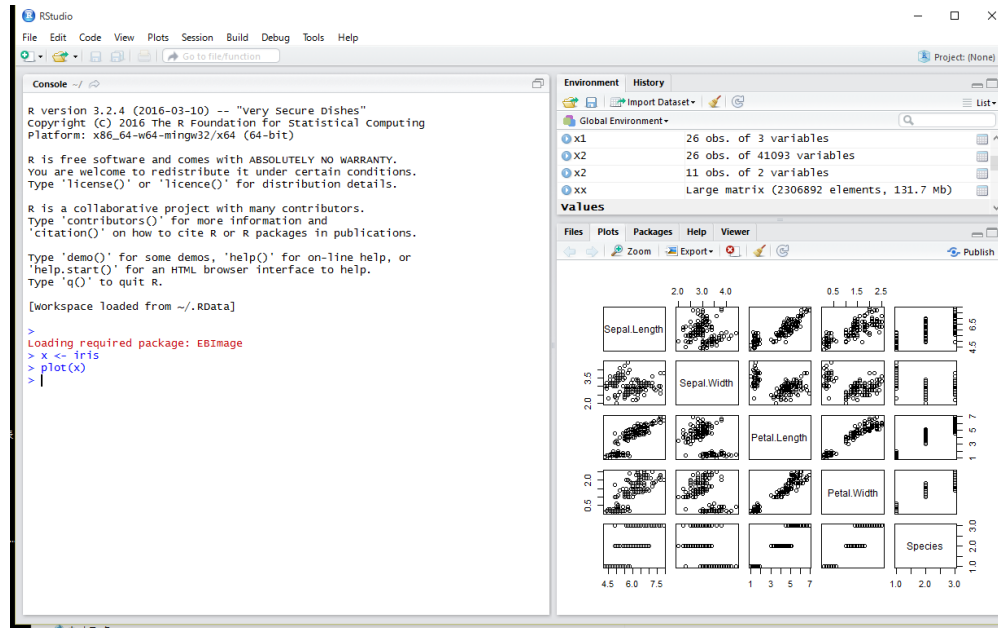 RStudio
File Edit Code View Plots Session Build Debug Tools Help
Go to file/function
Project: (None)
Console ~/
R version 3.2.4 (2016-03-10) -- "Very Secure Dishes"
Copyright (C) 2016 The R Foundation for Statistical Computing
Platform: x86_64-w64-mingw32/x64 (64-bit)
R is free software and comes with ABSOLUTELY NO WARRANTY.
You are welcome to redistribute it under certain conditions.
Type 'license()' or 'licence()' for distribution details.
R is a collaborative project with many contributors.
Type 'contributors()' for more information and
'citation()' on how to cite R or R packages in publications.
Type 'demo()' for some demos, 'help()' for on-line help, or
'help.start()' for an HTML browser interface to help.
Type 'q()' to quit R.
[Workspace loaded from ~/.RData]
>
Loading required package: EBImage
> x <- iris
> plot(x)
>
Environment History
Import Dataset
List
Global Environment
x1 26 obs. of 3 variables
x2 26 obs. of 41093 variables
x2 11 obs. of 2 variables
xx Large matrix (2306892 elements, 131.7 Mb)
Values
Files Plots Packages Help Viewer
Zoom Export Publish
2.0 3.0 4.0 0.5 1.5 2.5
Sepal.Length 4.5 6.5
2.0 3.5 Sepal.Width
Petal.Length 1 3 5 7
0.5 2.0 Petal.Width
Species 1.0 2.0 3.0
4.5 6.0 7.5 1 3 5 7 1.0 2.0 3.0